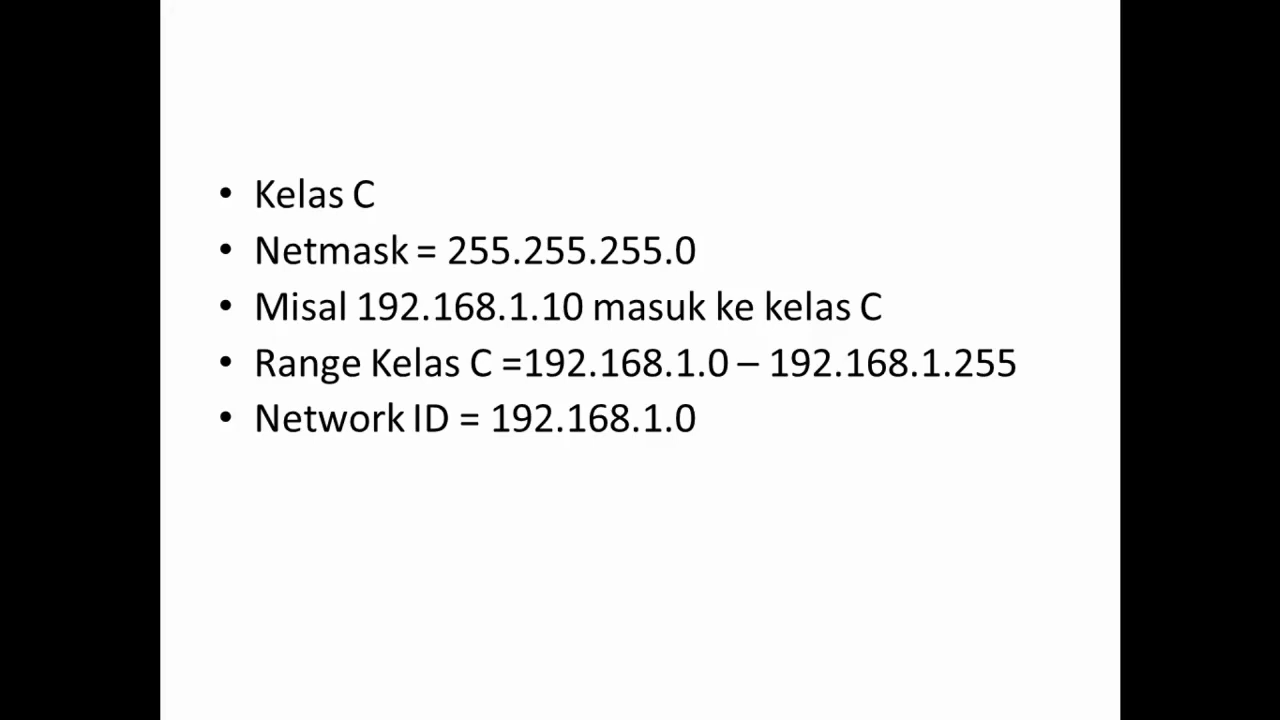 • Kelas C
• Netmask = 255.255.255.0
• Misal 192.168.1.10 masuk ke kelas C
• Range Kelas C =192.168.1.0 – 192.168.1.255
• Network ID = 192.168.1.0